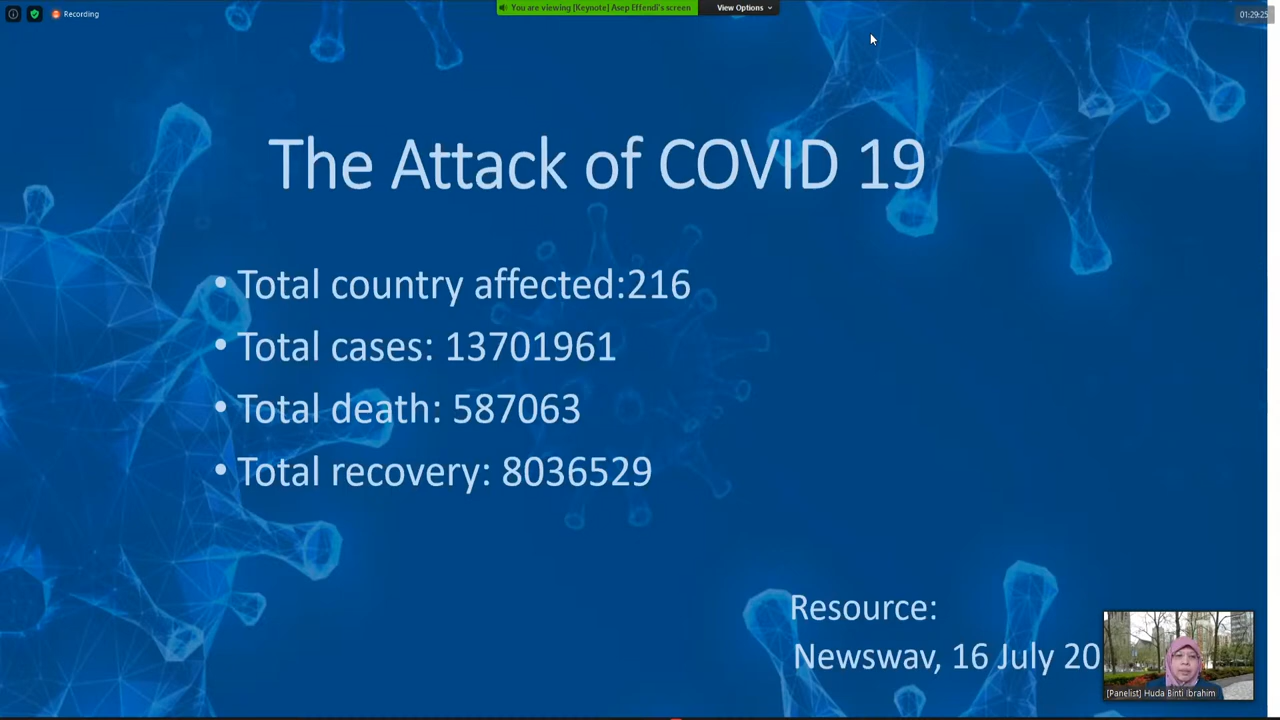 Recording
You are viewing [Keynote] Asep Effendi's screen
View Options
01:29:25
The Attack of COVID 19
• Total country affected:216
• Total cases: 13701961
• Total death: 587063
• Total recovery: 8036529
Resource:
Newswav, 16 July 20
[Panelist] Huda Binti Ibrahim